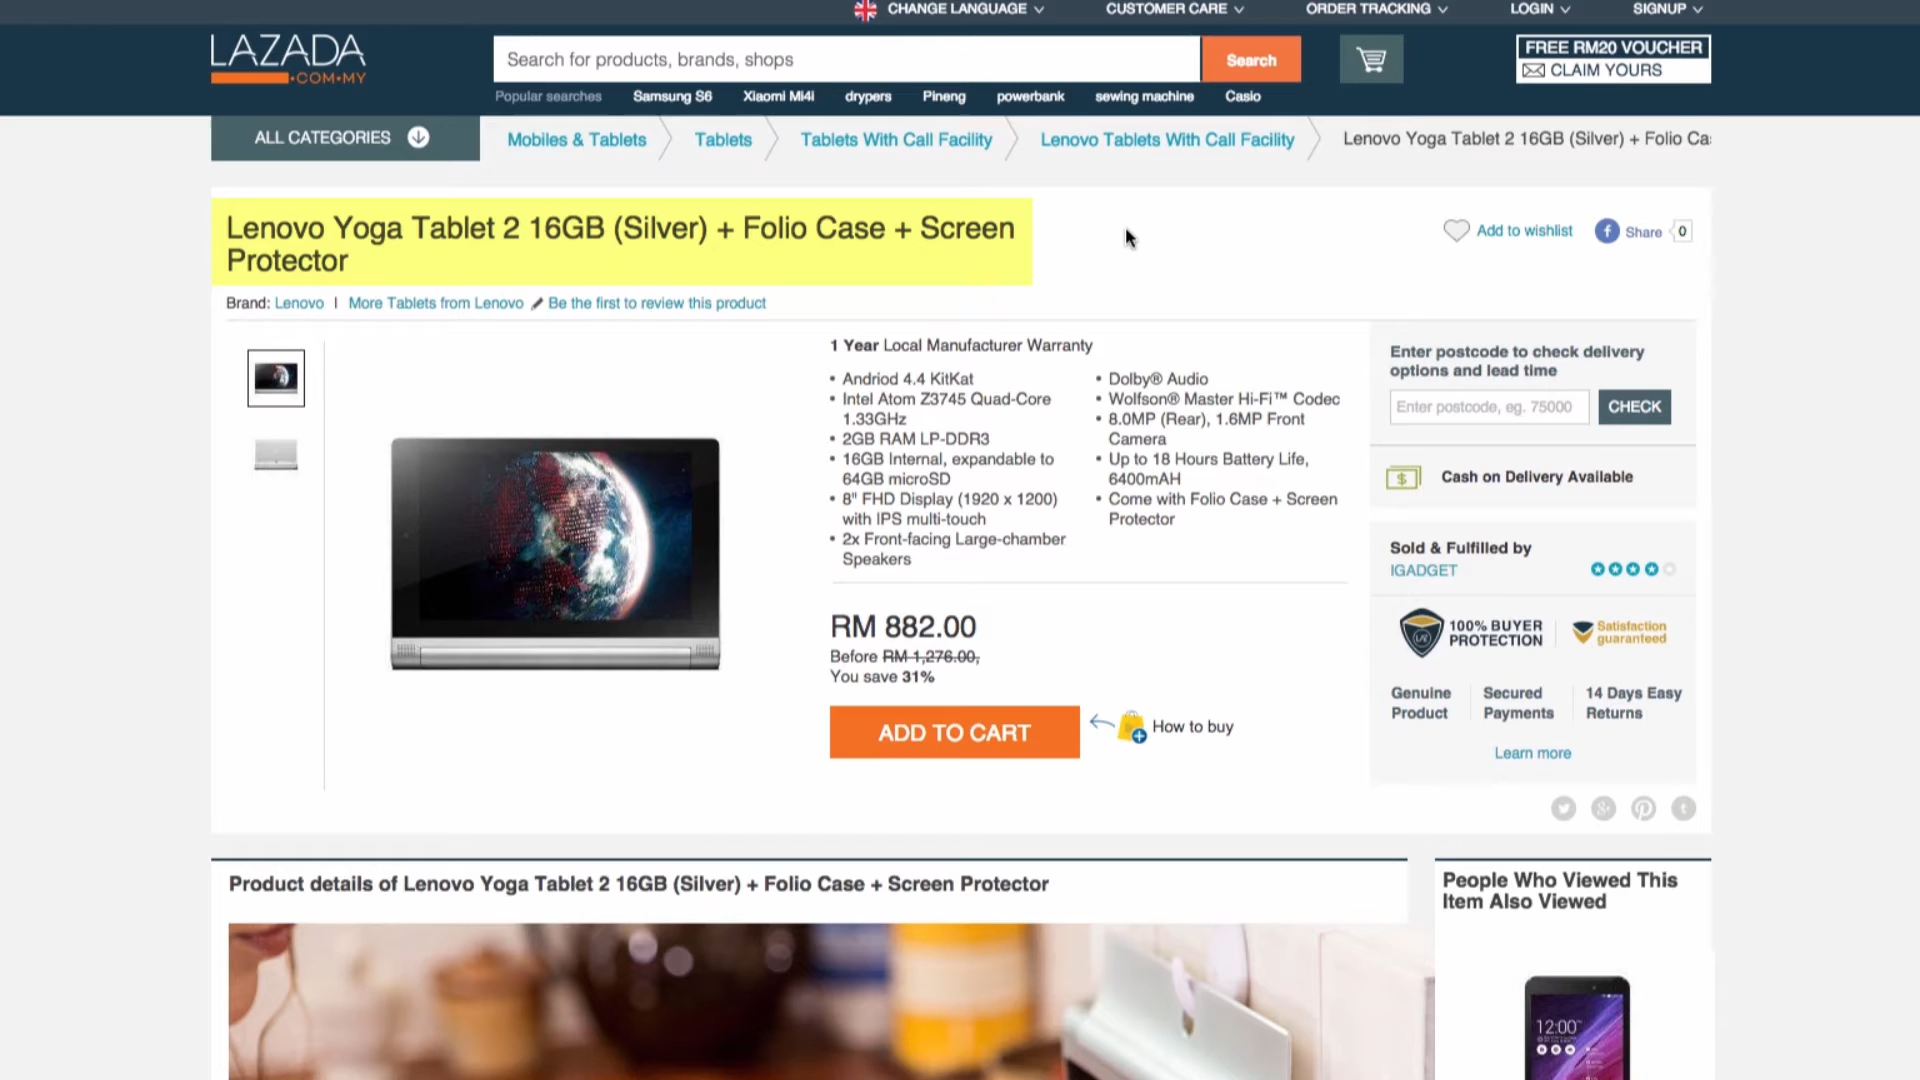 CHANGE LANGUAGE
CUSTOMER CARE
ORDER TRACKING
LOGIN
SIGNUP
LAZADA
.COM.MY
Search for products, brands, shops
Search
FREE RM20 VOUCHER
CLAIM YOURS
Popular searches
Samsung S6
Xiaomi Mi4i
drypers
Pineng
powerbank
sewing machine
Casio
ALL CATEGORIES
Mobiles & Tablets
Tablets
Tablets With Call Facility
Lenovo Tablets With Call Facility
Lenovo Yoga Tablet 2 16GB (Silver) + Folio Ca
Lenovo Yoga Tablet 2 16GB (Silver) + Folio Case + Screen
Protector
Add to wishlist
f Share 0
Brand: Lenovo | More Tablets from Lenovo Be the first to review this product
1 Year Local Manufacturer Warranty
• Andriod 4.4 KitKat
• Intel Atom Z3745 Quad-Core
1.33GHz
• 2GB RAM LP-DDR3
• 16GB Internal, expandable to
64GB microSD
• 8" FHD Display (1920 x 1200)
with IPS multi-touch
• 2x Front-facing Large-chamber
Speakers
• Dolby® Audio
• Wolfson® Master Hi-Fi™ Codec
• 8.0MP (Rear), 1.6MP Front
Camera
• Up to 18 Hours Battery Life,
6400mAH
• Come with Folio Case + Screen
Protector
RM 882.00
Before RM 1,276.00,
You save 31%
ADD TO CART
How to buy
Enter postcode to check delivery
options and lead time
Enter postcode, eg. 75000
CHECK
$ Cash on Delivery Available
Sold & Fulfilled by
IGADGET
100% BUYER
PROTECTION
Satisfaction
guaranteed
Genuine
Product
Secured
Payments
14 Days Easy
Returns
Learn more
Product details of Lenovo Yoga Tablet 2 16GB (Silver) + Folio Case + Screen Protector
People Who Viewed This
Item Also Viewed
12:00